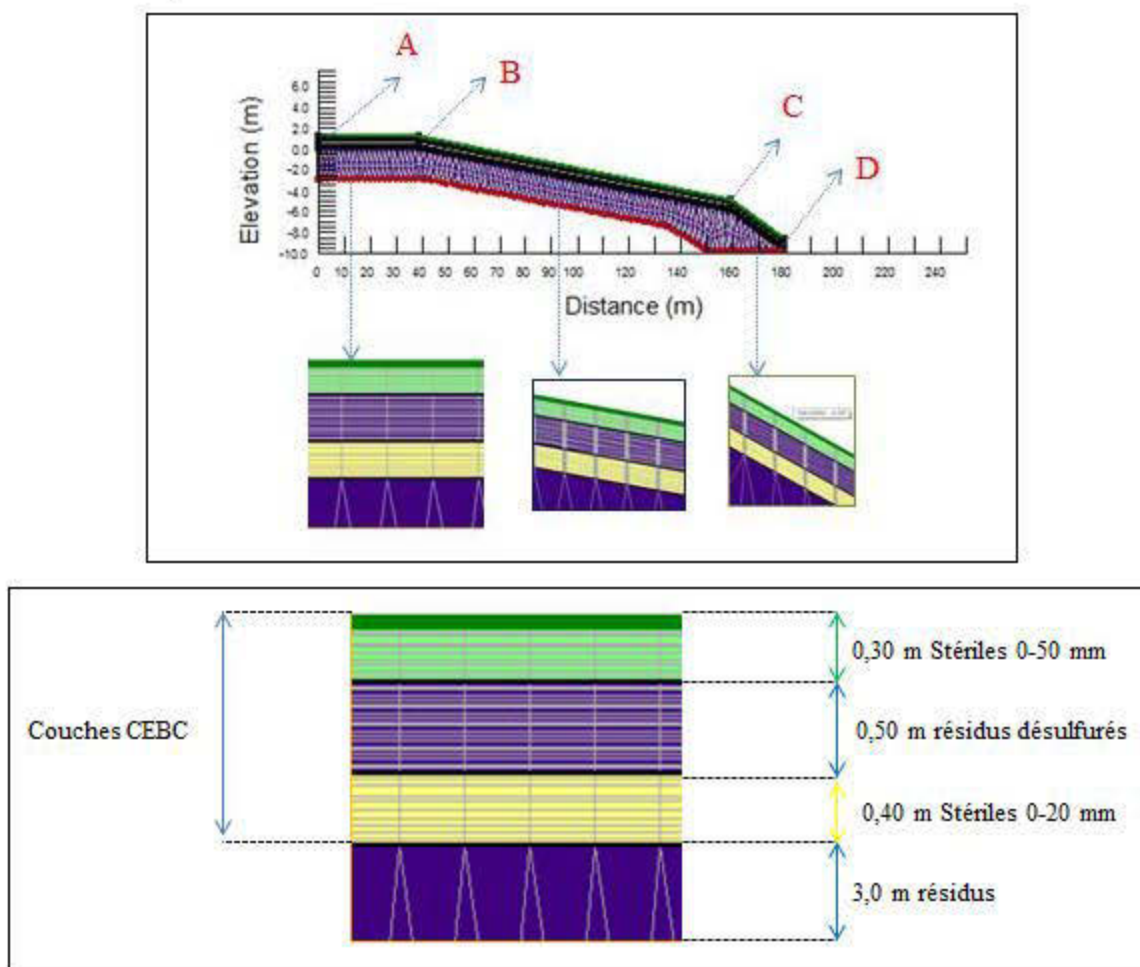 A
B
C
D
Elevation (m)
6.0
4.0
2.0
0.0
-2.0
-4.0
-6.0
-8.0
-10.0
0 10 20 30 40 50 60 70 80 90 100 120 140 160 180 200 220 240
Distance (m)
Couches CEBC
0,30 m Stériles 0-50 mm
0,50 m résidus désulfurés
0,40 m Stériles 0-20 mm
3,0 m résidus